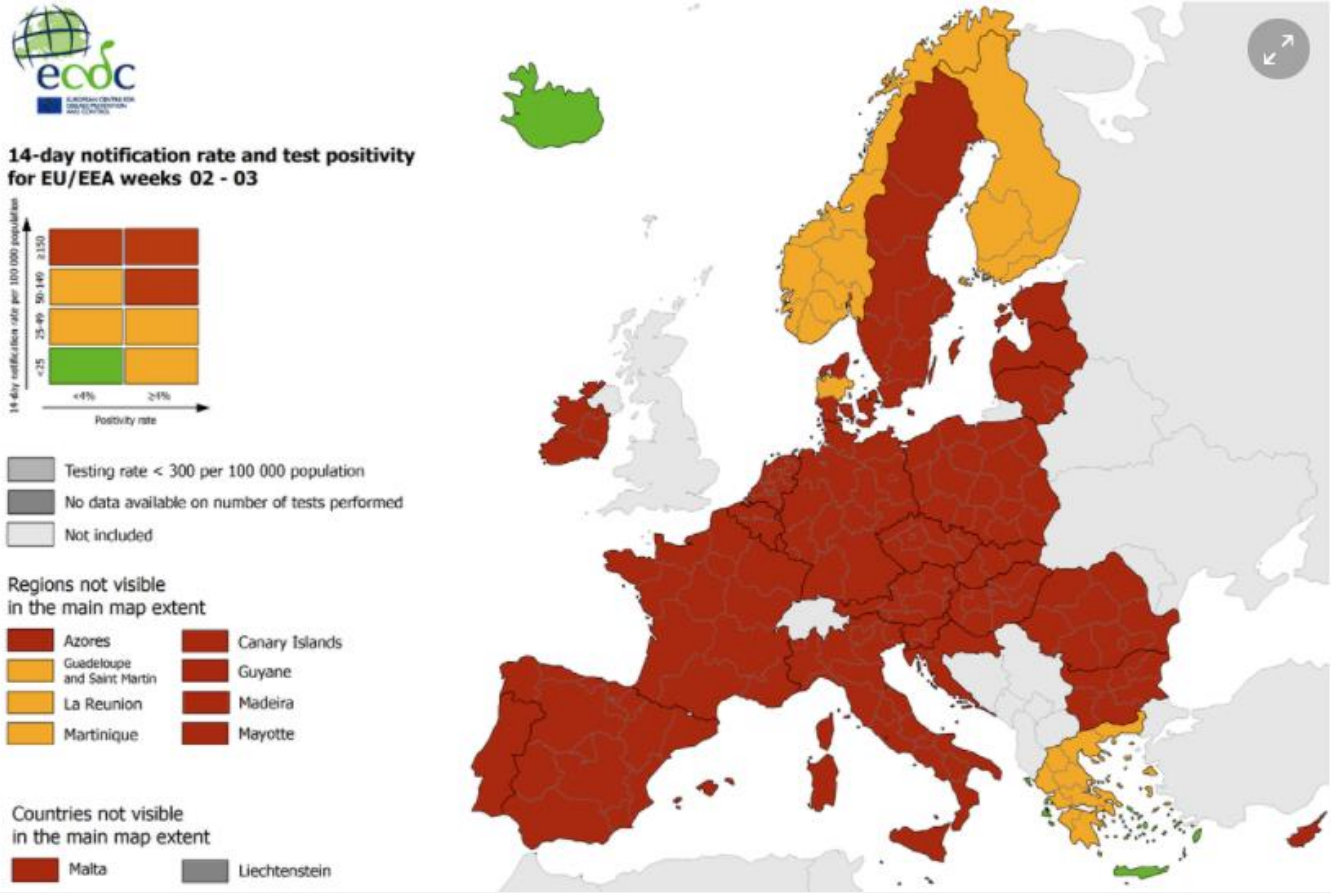 ecdc
EUROPEAN CENTRE FOR
DISEASE PREVENTION
AND CONTROL
14-day notification rate and test positivity
for EU/EEA weeks 02 - 03
14-day notification rate per 100 000 population
≥150
50-149
25-49
<25
<4%
≥4%
Positivity rate
Testing rate < 300 per 100 000 population
No data available on number of tests performed
Not included
Regions not visible
in the main map extent
Azores
Canary Islands
Guadeloupe
and Saint Martin
Guyane
La Reunion
Madeira
Martinique
Mayotte
Countries not visible
in the main map extent
Malta
Liechtenstein